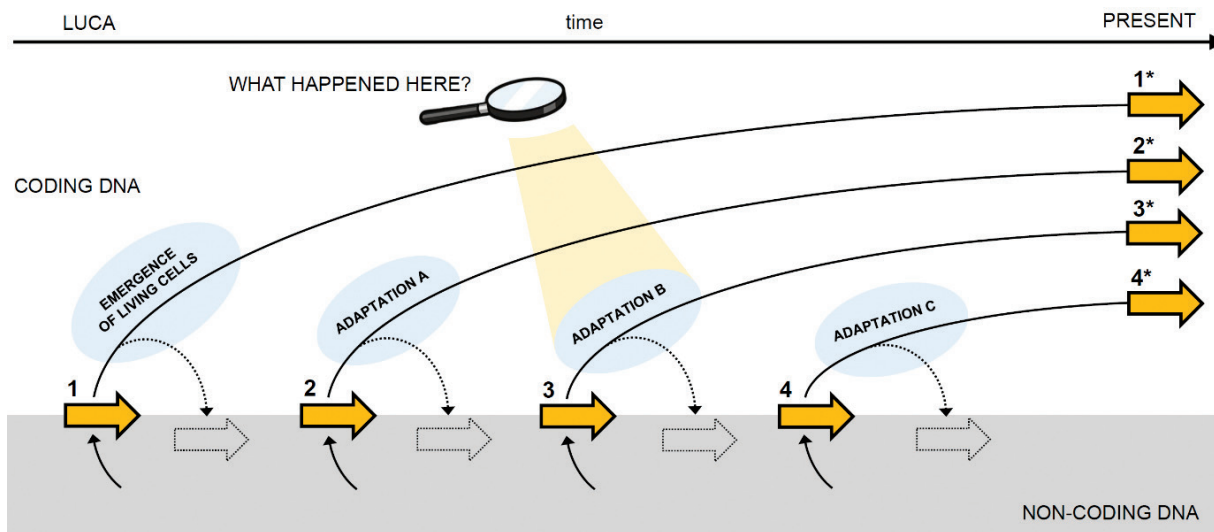 LUCA
time
PRESENT
WHAT HAPPENED HERE?
1*
2*
CODING DNA
3*
EMERGENCE
OF LIVING CELLS
ADAPTATION A
ADAPTATION B
ADAPTATION C
4*
1
2
3
4
NON-CODING DNA